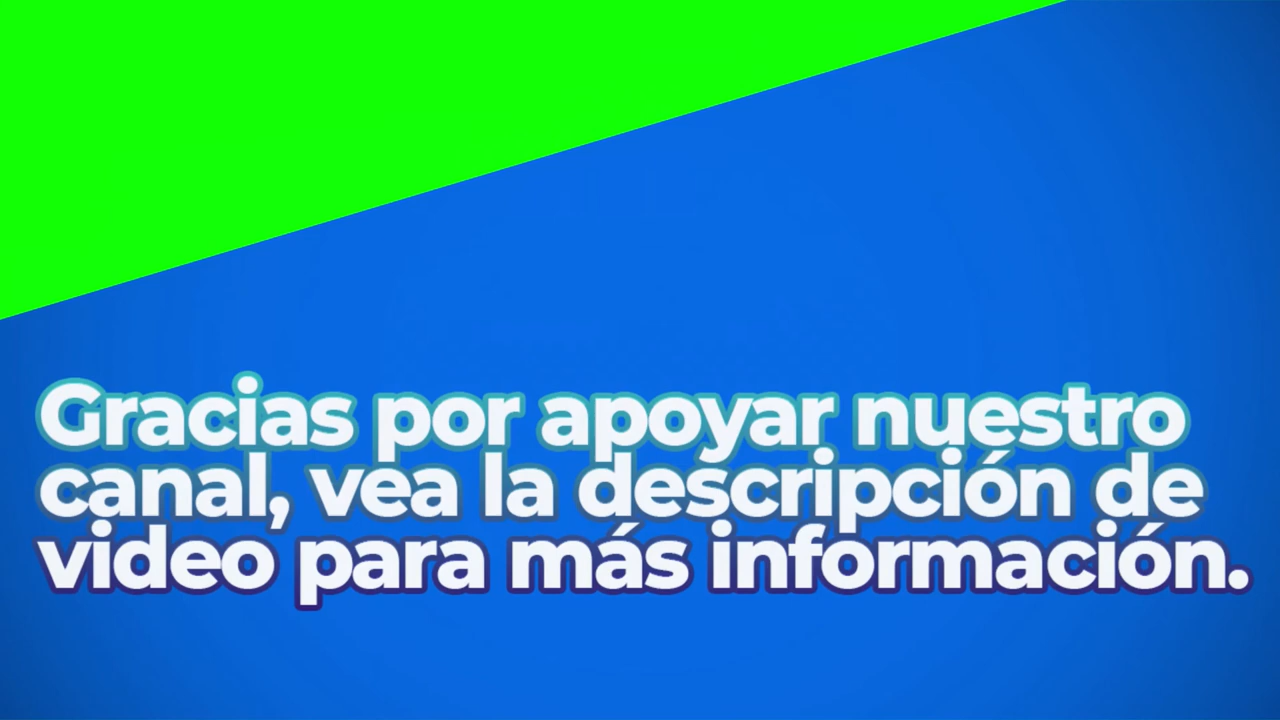 Gracias por apoyar nuestro
canal, vea la descripción de
video para más información.